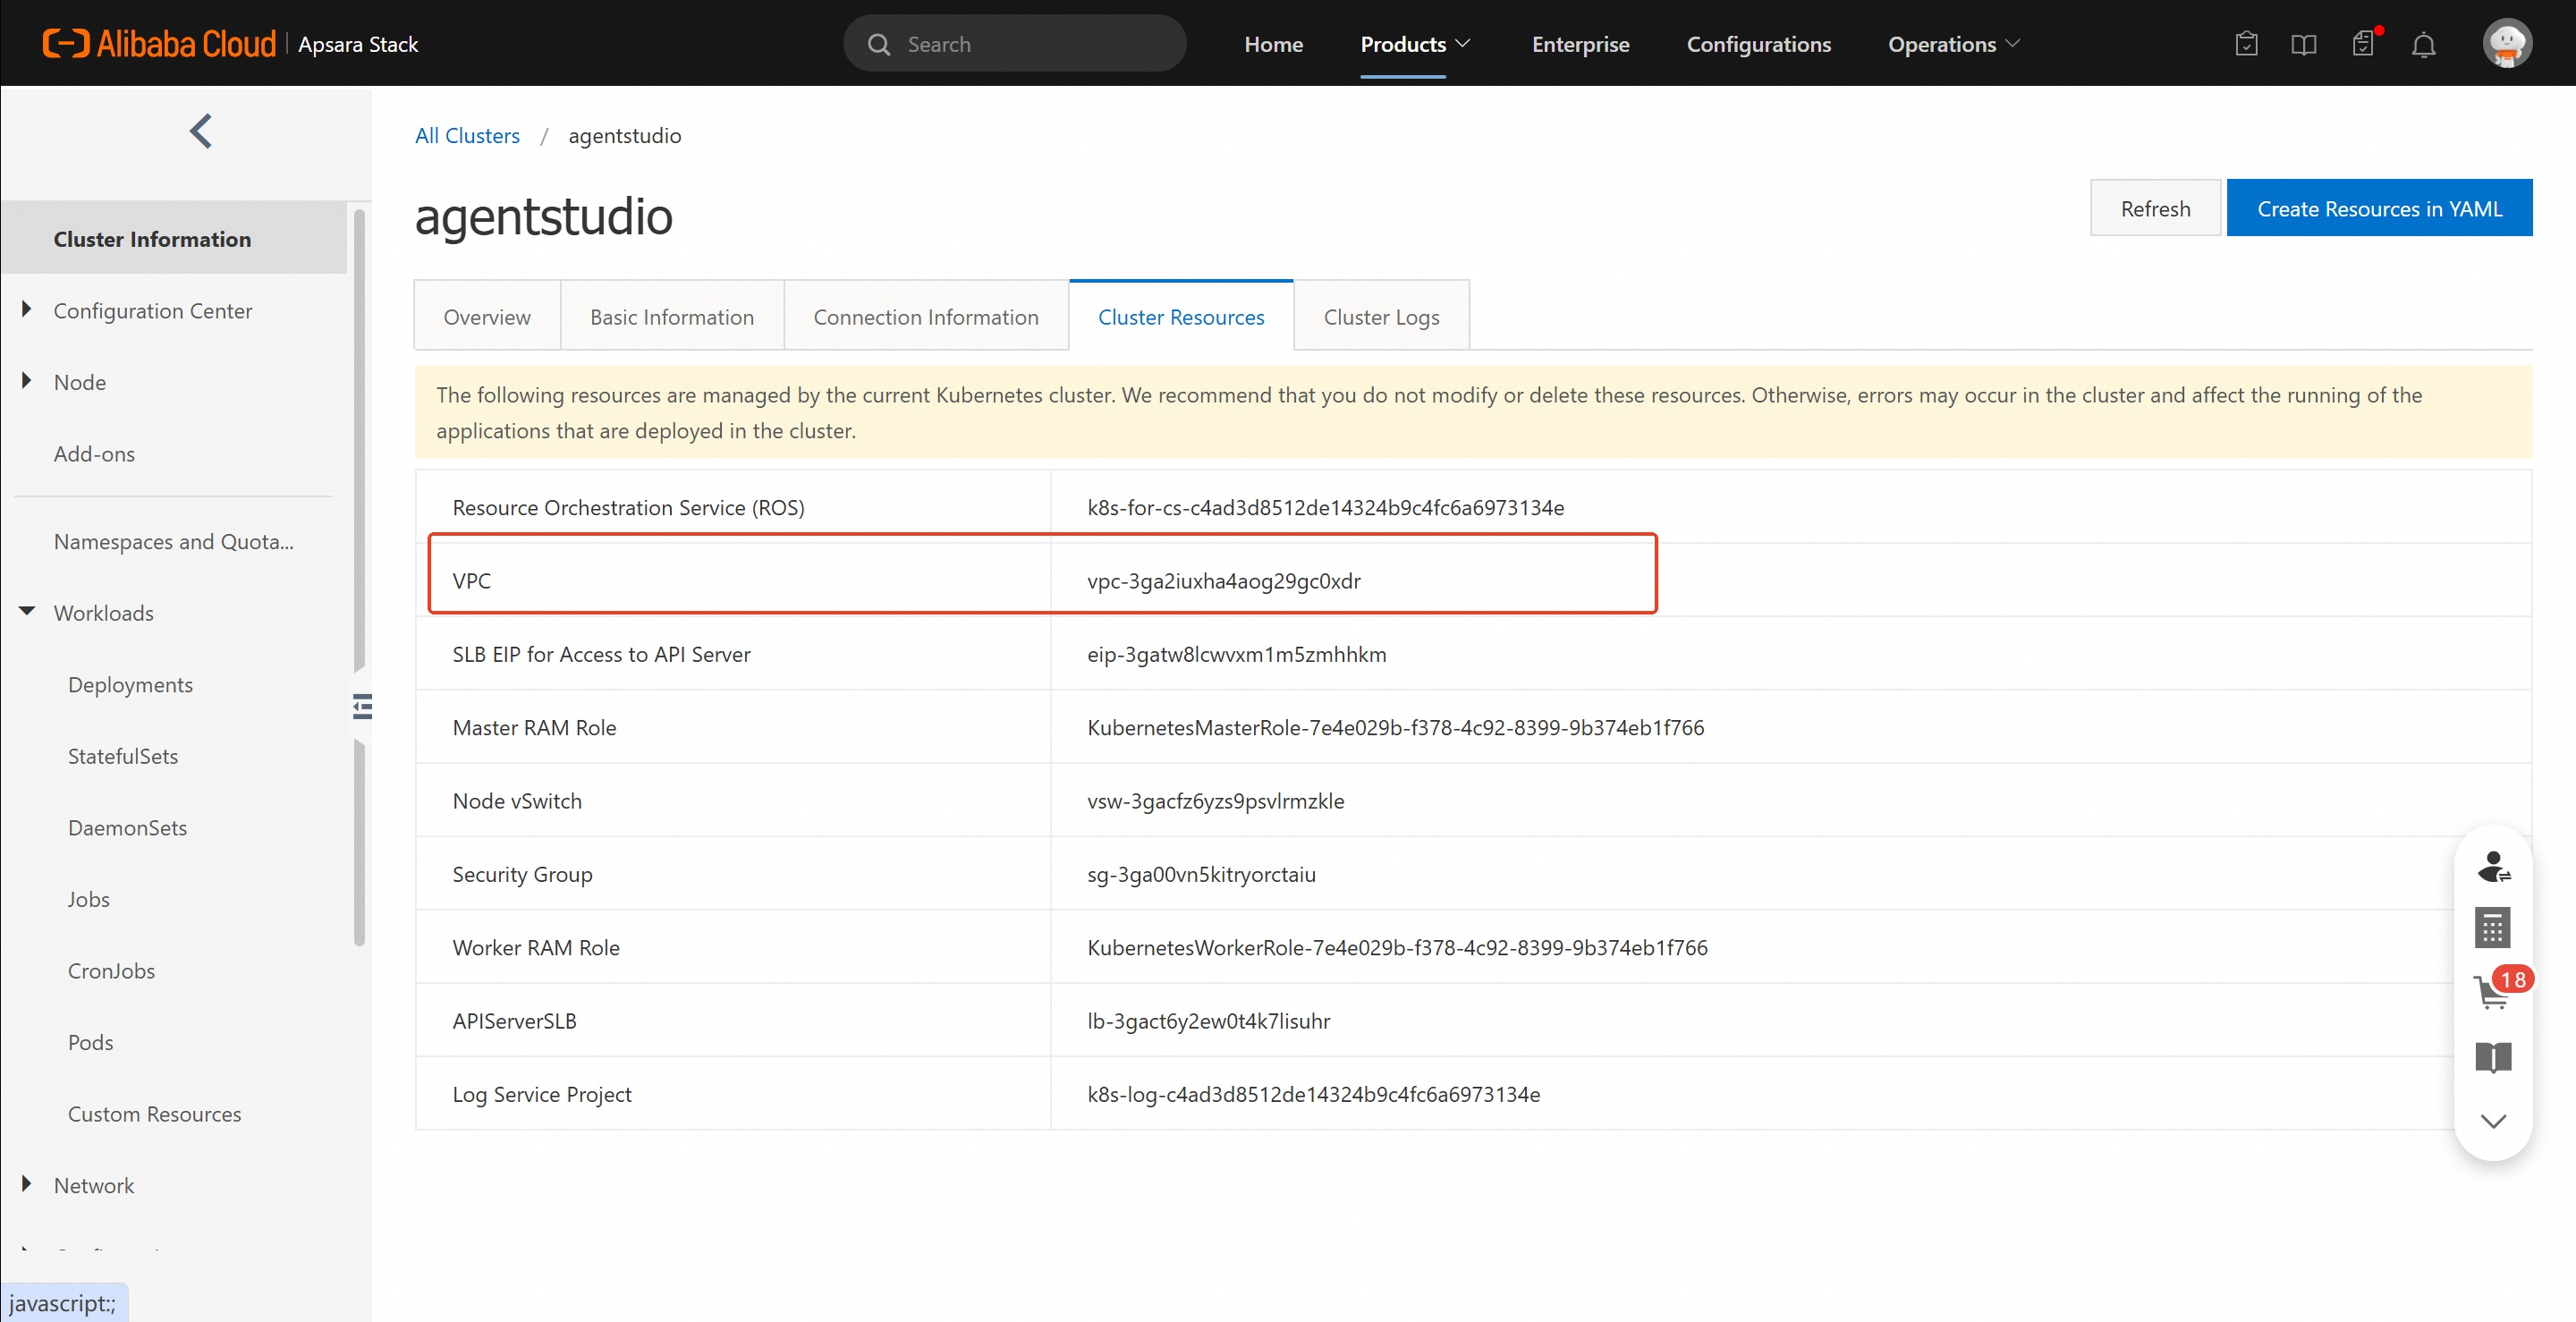 Alibaba Cloud | Apsara Stack
Search
Home
Products
Enterprise
Configurations
Operations
All Clusters / agentstudio
agentstudio
Refresh
Create Resources in YAML
Cluster Information
Configuration Center
Node
Add-ons
Namespaces and Quota...
Workloads
Deployments
StatefulSets
DaemonSets
Jobs
CronJobs
Pods
Custom Resources
Network
javascript:;
Overview
Basic Information
Connection Information
Cluster Resources
Cluster Logs
The following resources are managed by the current Kubernetes cluster. We recommend that you do not modify or delete these resources. Otherwise, errors may occur in the cluster and affect the running of the
applications that are deployed in the cluster.
Resource Orchestration Service (ROS) k8s-for-cs-c4ad3d8512de14324b9c4fc6a6973134e
VPC vpc-3ga2iuxha4aog29gc0xdr
SLB EIP for Access to API Server eip-3gatw8lcwvxm1m5zmhhkm
Master RAM Role KubernetesMasterRole-7e4e029b-f378-4c92-8399-9b374eb1f766
Node vSwitch vsw-3gacfz6yzs9psvlrmzkle
Security Group sg-3ga00vn5kitryorctaiu
Worker RAM Role KubernetesWorkerRole-7e4e029b-f378-4c92-8399-9b374eb1f766
APIServerSLB lb-3gact6y2ew0t4k7lisuhr
Log Service Project k8s-log-c4ad3d8512de14324b9c4fc6a6973134e
18